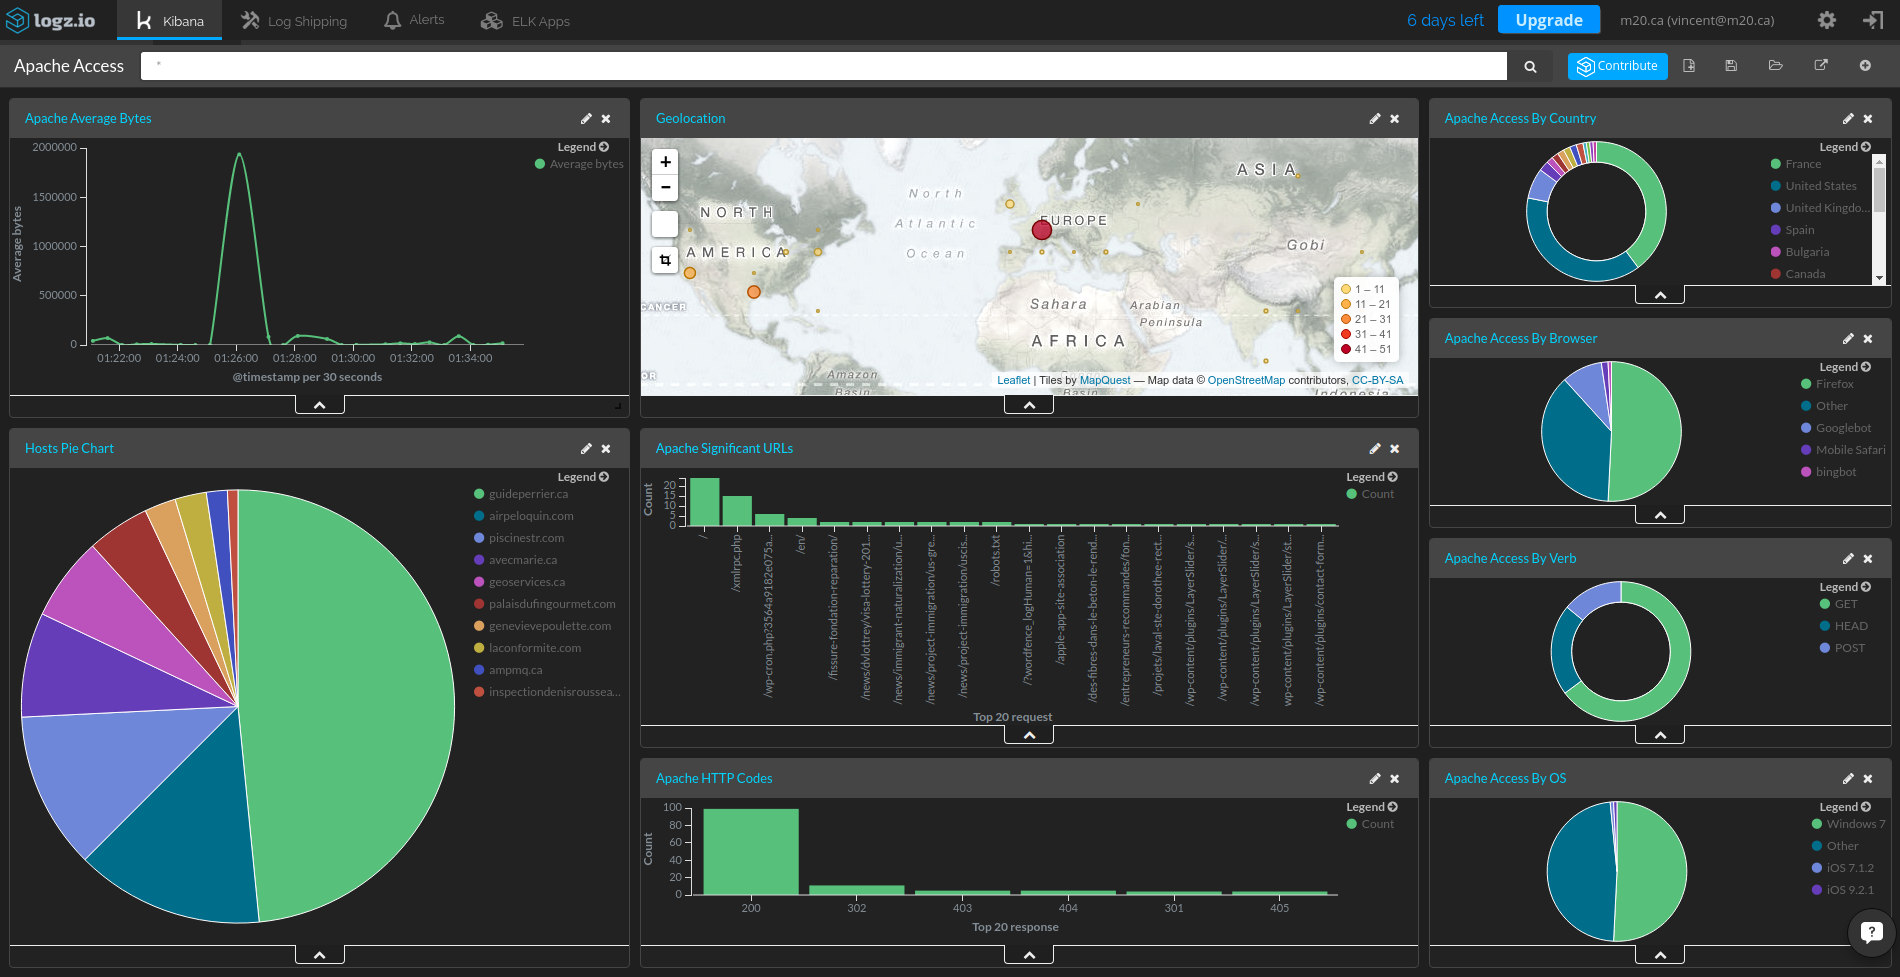 logz.io
Kibana
Log Shipping
Alerts
ELK Apps
6 days left
Upgrade
m20.ca (vincent@m20.ca)
Apache Access
*
Contribute
Apache Average Bytes
Legend
Average bytes
2000000
1500000
1000000
500000
0
Average bytes
01:22:00 01:24:00 01:26:00 01:28:00 01:30:00 01:32:00 01:34:00
@timestamp per 30 seconds
Geolocation
+
−
NORTH
AMERICA
North
Atlantic
Ocean
EUROPE
ASIA
Gobi
CANCER
Sahara
Arabian
Peninsula
AFRICA
OR
Amazon
Basin
Basin
Indonesia
1 – 11
11 – 21
21 – 31
31 – 41
41 – 51
Leaflet | Tiles by MapQuest — Map data © OpenStreetMap contributors, CC-BY-SA
Apache Access By Country
Legend
France
United States
United Kingdo...
Spain
Bulgaria
Canada
Apache Access By Browser
Legend
Firefox
Other
Googlebot
Mobile Safari
bingbot
Hosts Pie Chart
Legend
guideperrier.ca
airpeloquin.com
piscinestr.com
avecmarie.ca
geoservices.ca
palaisdufingourmet.com
genevievepoulette.com
laconformite.com
ampmq.ca
inspectiondenisroussea...
Apache Significant URLs
Legend
Count
Count
20
15
10
5
0
/
/xmlrpc.php
/wp-cron.php?3564a9182e075a...
/en/
/fissure-fondation-reparation/
/news/dvlottrey/visa-lottery-201...
/news/immigrant-naturalization/u...
/news/project-immigration/us-gre...
/news/project-immigration/uscis...
/robots.txt
/?wordfence_logHuman=1&hi...
/apple-app-site-association
/des-fibres-dans-le-beton-le-rend...
/entrepreneurs-recommandes/fon...
/projets/laval-ste-dorothee-rect...
/wp-content/plugins/LayerSlider/s...
/wp-content/plugins/LayerSlider/...
/wp-content/plugins/LayerSlider/s...
wp-content/plugins/LayerSlider/st...
/wp-content/plugins/contact-form...
Top 20 request
Apache Access By Verb
Legend
GET
HEAD
POST
Apache HTTP Codes
Legend
Count
Count
100
80
60
40
20
0
200 302 403 404 301 405
Top 20 response
Apache Access By OS
Legend
Windows 7
Other
iOS 7.1.2
iOS 9.2.1
?